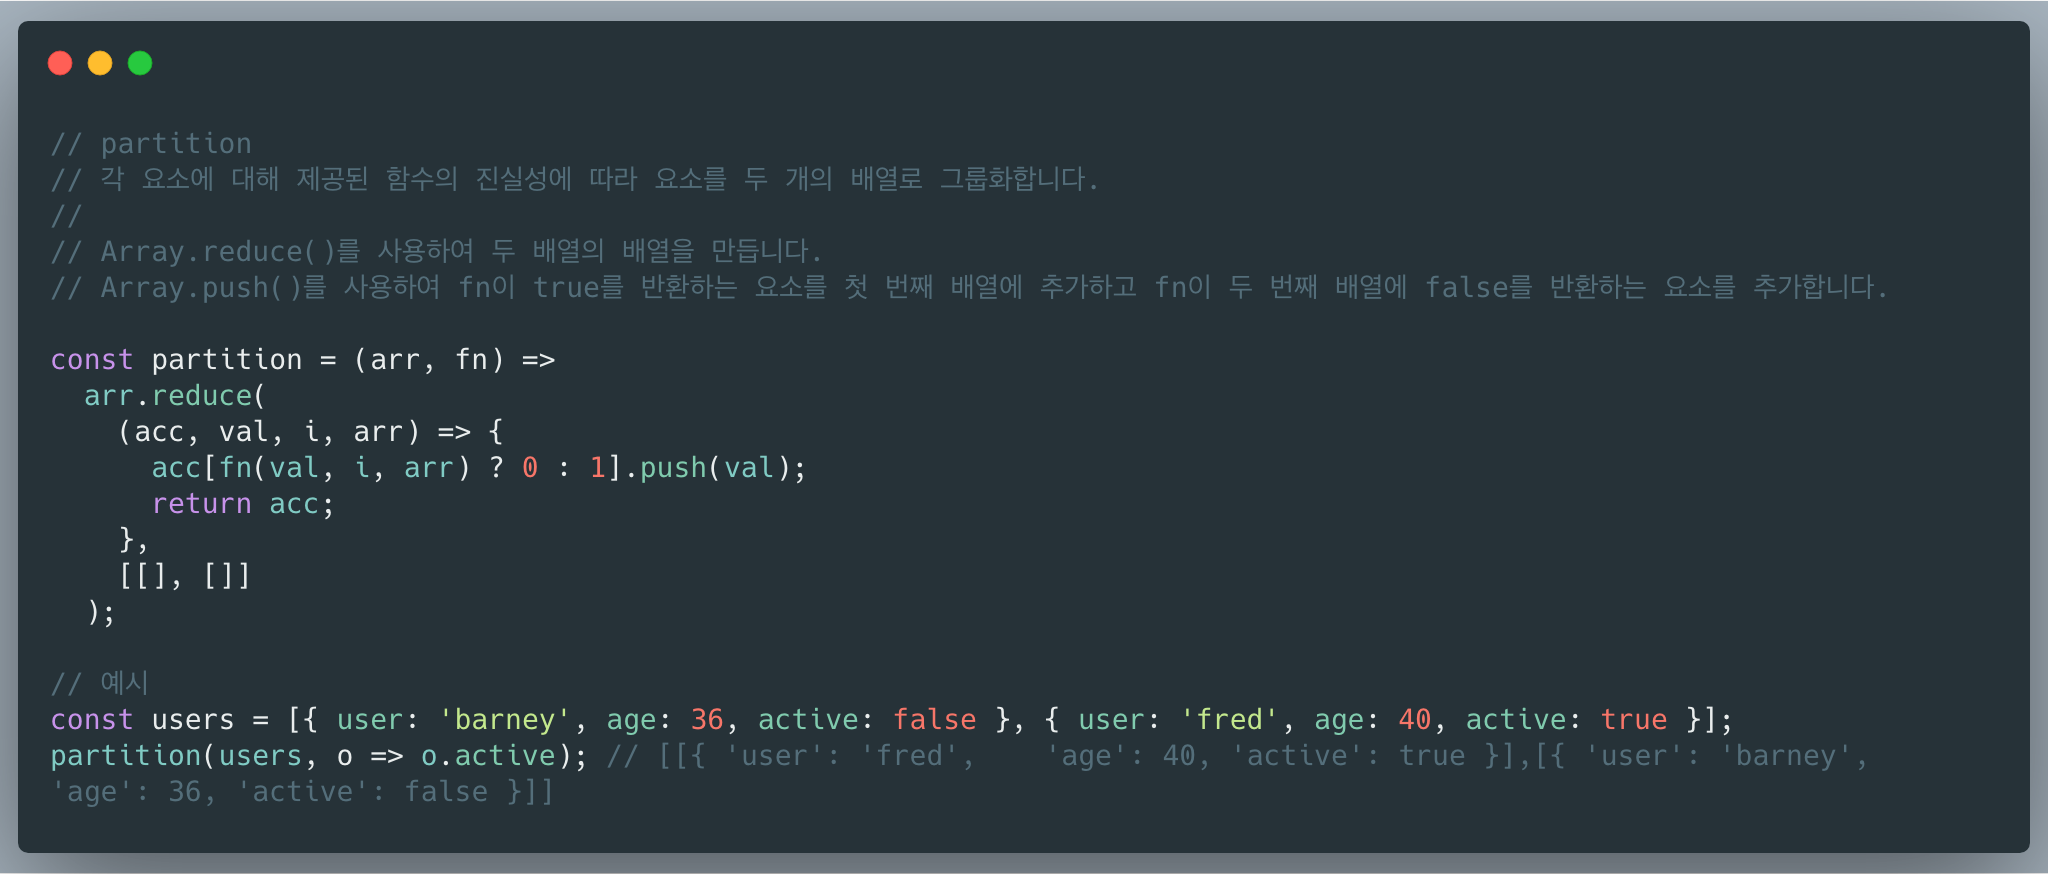 // partition
// 각 요소에 대해 제공된 함수의 진실성에 따라 요소를 두 개의 배열로 그룹화합니다.
//
// Array.reduce()를 사용하여 두 배열의 배열을 만듭니다.
// Array.push()를 사용하여 fn이 true를 반환하는 요소를 첫 번째 배열에 추가하고 fn이 두 번째 배열에 false를 반환하는 요소를 추가합니다.

const partition = (arr, fn) =>
  arr.reduce(
    (acc, val, i, arr) => {
      acc[fn(val, i, arr) ? 0 : 1].push(val);
      return acc;
    },
    [[], []]
  );

// 예시
const users = [{ user: 'barney', age: 36, active: false }, { user: 'fred', age: 40, active: true }];
partition(users, o => o.active); // [[{ 'user': 'fred',    'age': 40, 'active': true }],[{ 'user': 'barney',
'age': 36, 'active': false }]]